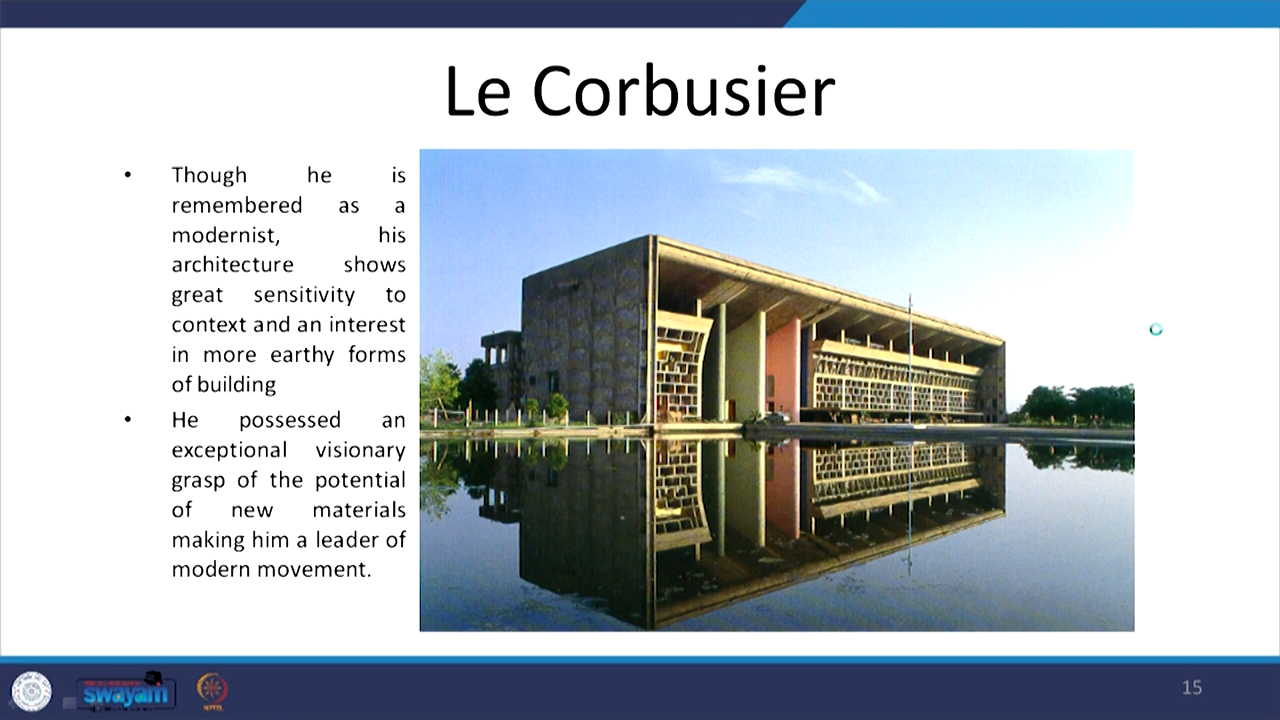 Le Corbusier
• Though he is
remembered as a
modernist, his
architecture shows
great sensitivity to
context and an interest
in more earthy forms
of building
• He possessed an
exceptional visionary
grasp of the potential
of new materials
making him a leader of
modern movement.
swayam
15